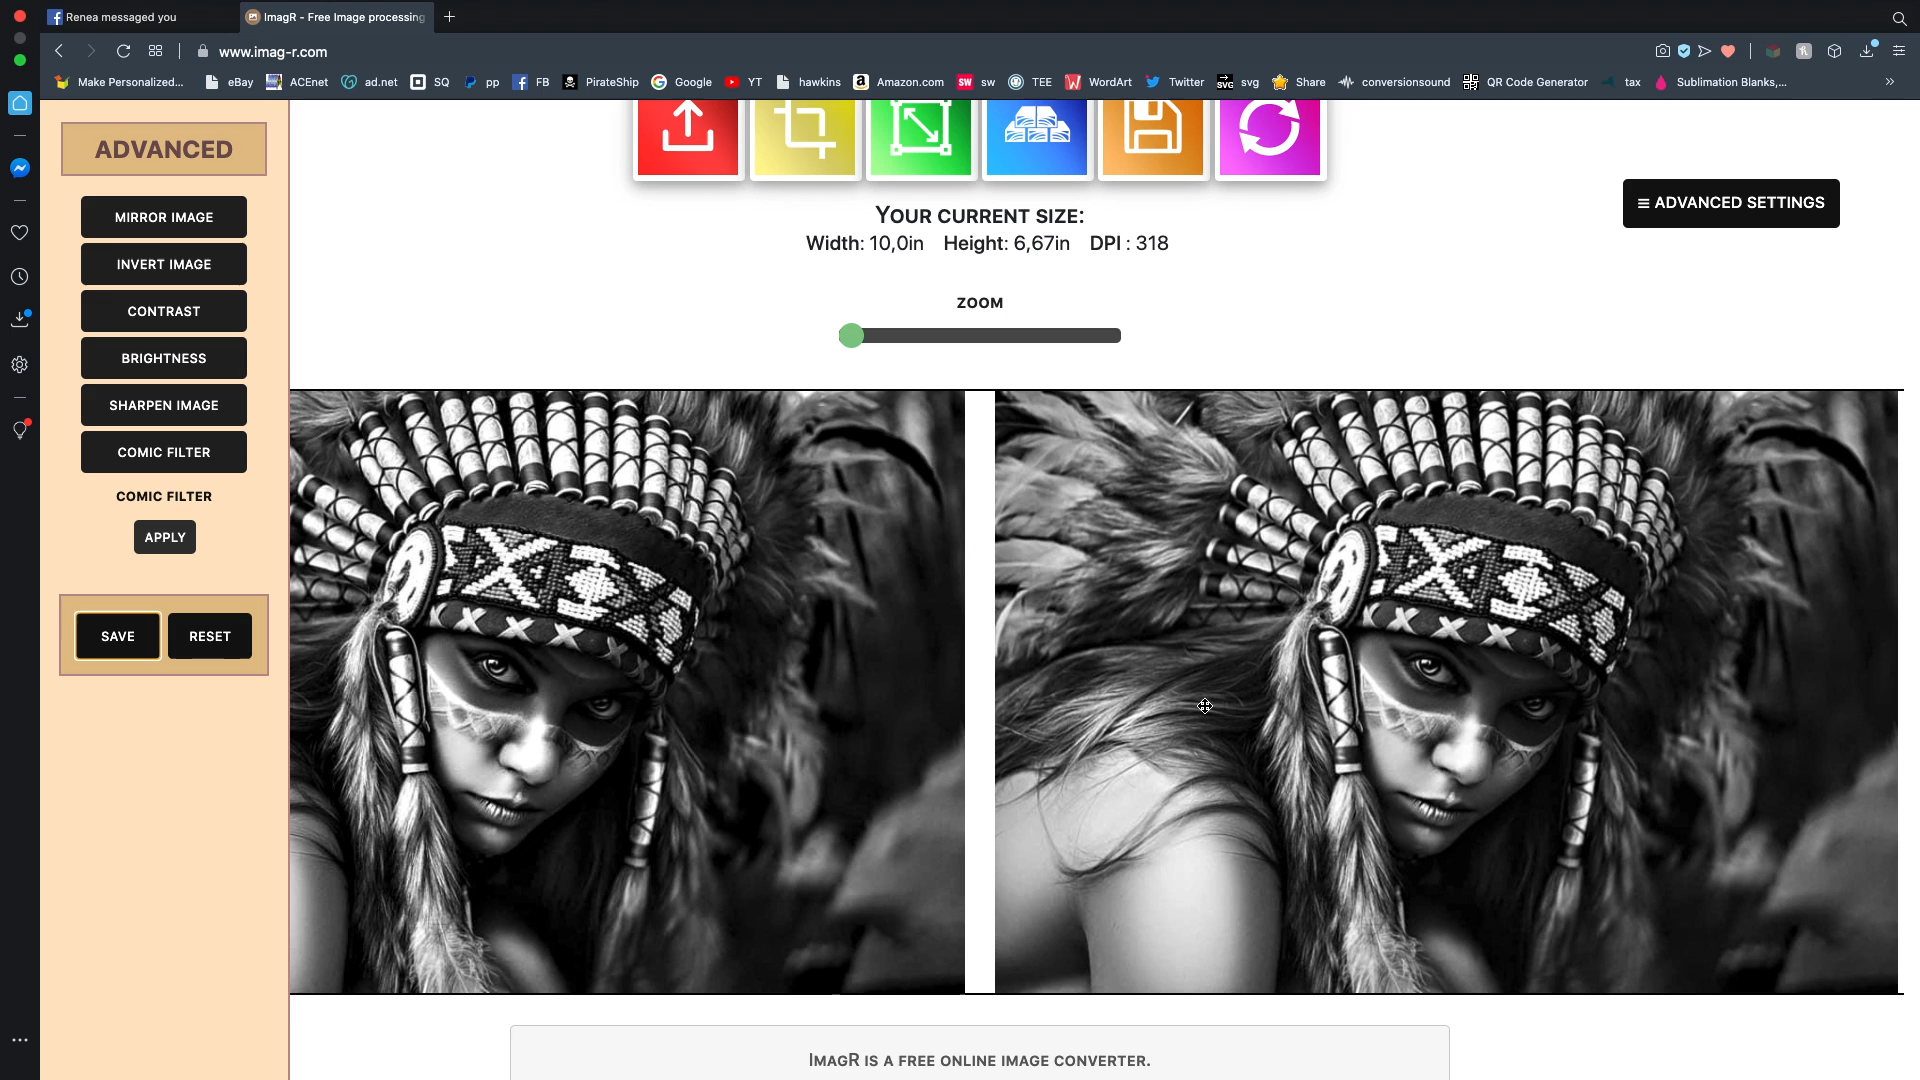 Renea messaged you
ImagR - Free Image processing
www.imag-r.com
Make Personalized... eBay ACEnet ad.net SQ pp FB PirateShip Google YT hawkins Amazon.com SW sw TEE WordArt Twitter svg Share conversionsound QR Code Generator tax Sublimation Blanks,...
ADVANCED
MIRROR IMAGE
INVERT IMAGE
CONTRAST
BRIGHTNESS
SHARPEN IMAGE
COMIC FILTER
COMIC FILTER
APPLY
SAVE RESET
YOUR CURRENT SIZE:
Width: 10,0in Height: 6,67in DPI : 318
≡ ADVANCED SETTINGS
ZOOM
IMAGR IS A FREE ONLINE IMAGE CONVERTER.